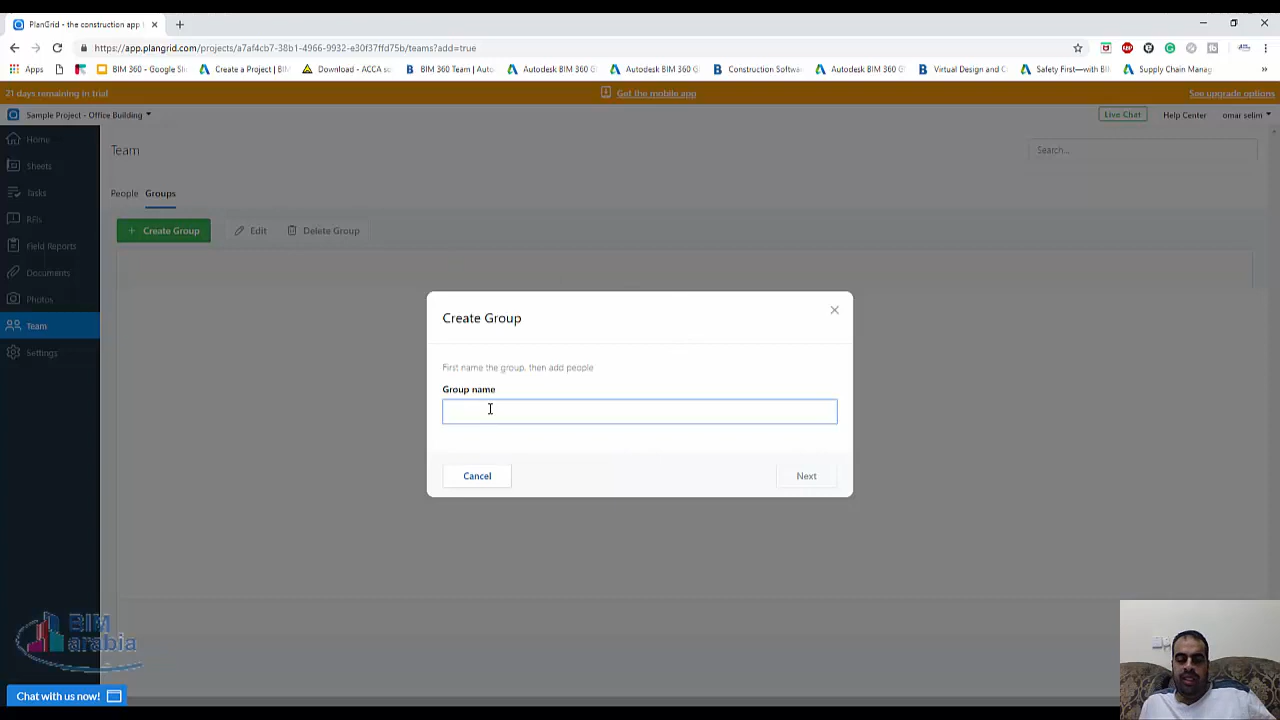 PlanGrid - the construction app
https://app.plangrid.com/projects/a7af4cb7-38b1-4966-9932-e30f37ffd75b/teams?add=true
Apps
BIM 360 - Google Sli
Create a Project | BIM
Download - ACCA so
BIM 360 Team | Auto
Autodesk BIM 360 G
Autodesk BIM 360 G
Construction Softwa
Autodesk BIM 360 G
Virtual Design and C
Safety First—with BI
Supply Chain Manag
21 days remaining in trial
Get the mobile app
See upgrade options
Sample Project - Office Building
Live Chat
Help Center
omar selim
Home
Sheets
Tasks
RFIs
Field Reports
Documents
Photos
Team
Settings
Team
Search...
People
Groups
+ Create Group
Edit
Delete Group
Create Group
First name the group, then add people
Group name
Cancel
Next
BIM
arabia
Chat with us now!